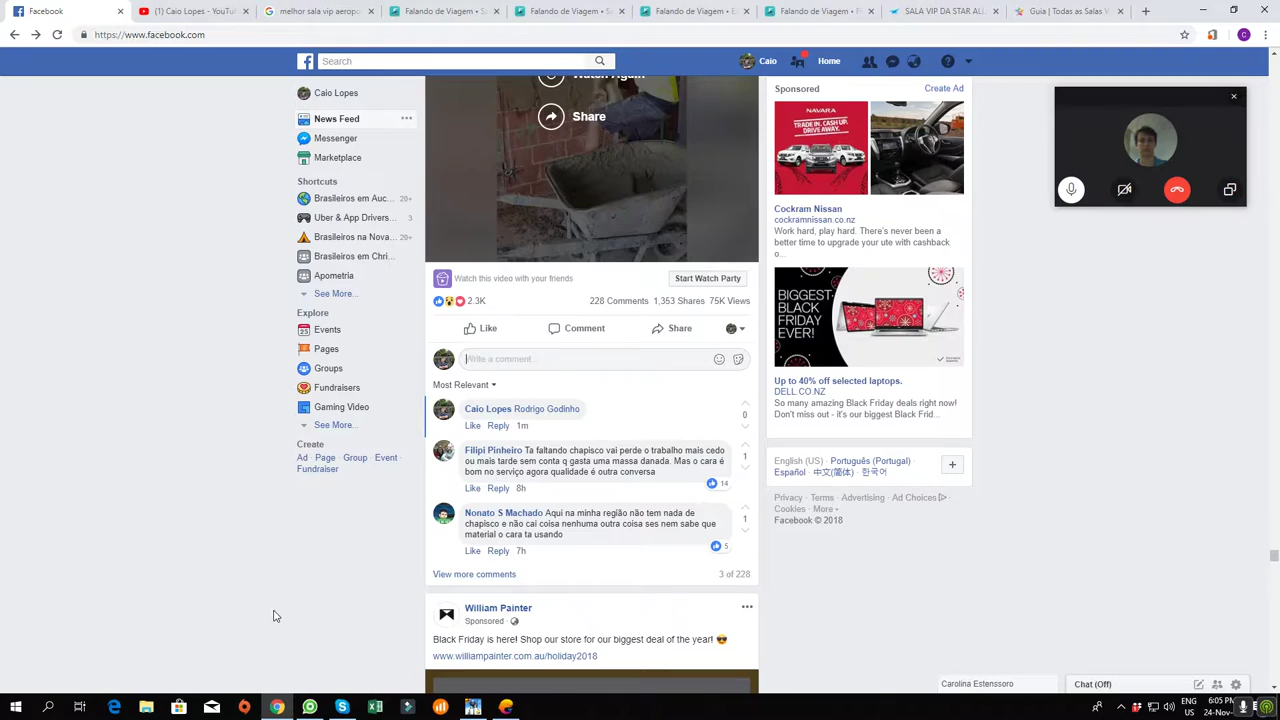 Facebook
(1) Caio Lopes - YouT
melhor sala vip aeropo
Falando de Viagem • S
Falando de Viagem • S
Falando de Viagem • E
Falando de Viagem • R
SALA VIP DA STAR ALL
Guia | Todas as Salas V
https://www.facebook.com
Search
Caio
Home
Caio Lopes
News Feed
Messenger
Marketplace
Shortcuts
Brasileiros em Auc... 20+
Uber & App Drivers... 3
Brasileiros na Nova... 20+
Brasileiros em Chri...
Apometria
See More...
Explore
Events
Pages
Groups
Fundraisers
Gaming Video
See More...
Create
Ad Page Group Event
Fundraiser
Watch Again
Share
Watch this video with your friends
Start Watch Party
2.3K
228 Comments 1,353 Shares 75K Views
Like Comment Share
Write a comment...
Most Relevant
Caio Lopes Rodrigo Godinho
Like Reply 1m
0
Filipi Pinheiro Ta faltando chapisco vai perde o trabalho mais cedo
ou mais tarde sem conta q gasta uma massa danada. Mas o cara é
bom no serviço agora qualidade é outra conversa
14
Like Reply 8h
1
Nonato S Machado Aqui na minha região não tem nada de
chapisco e não cai coisa nenhuma outra coisa ses nem sabe que
material o cara ta usando
5
Like Reply 7h
1
View more comments
3 of 228
William Painter
Sponsored
Black Friday is here! Shop our store for our biggest deal of the year! 😎
www.williampainter.com.au/holiday2018
Sponsored
Create Ad
NAVARA
TRADE IN. CASH UP.
DRIVE AWAY.
Cockram Nissan
cockramnissan.co.nz
Work hard, play hard. There's never been a
better time to upgrade your ute with cashback
o...
BIGGEST
BLACK
FRIDAY
EVER!
Up to 40% off selected laptops.
DELL.CO.NZ
So many amazing Black Friday deals right now!
Don't miss out - it's our biggest Black Frid...
English (US) · Português (Portugal) ·
Español · 中文(简体) · 한국어
Privacy · Terms · Advertising · Ad Choices ·
Cookies · More
Facebook © 2018
Carolina Estenssoro
Chat (Off)
ENG
US
6:05 PM
24-Nov-